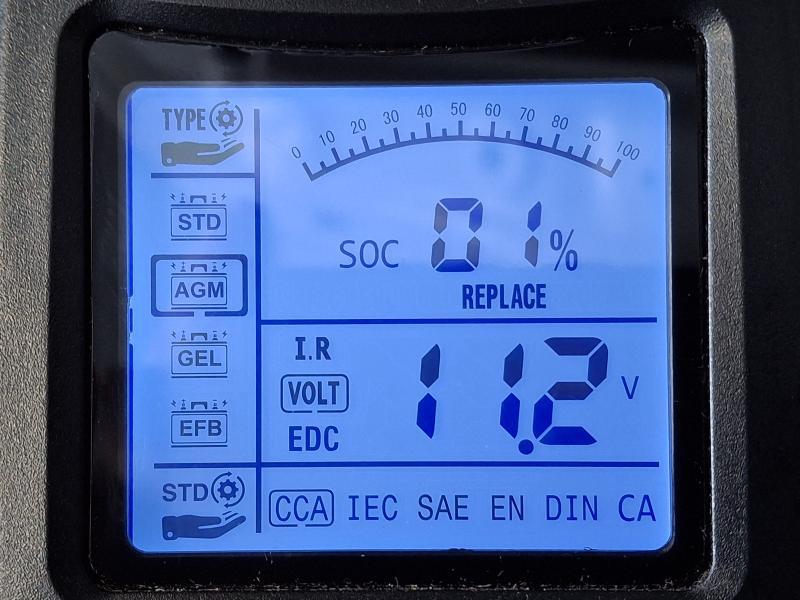 TYPE
0 10 20 30 40 50 60 70 80 90 100
STD
SOC 01%
AGM
REPLACE
GEL
I.R
VOLT
11.2 V
EFB
EDC
STD
CCA IEC SAE EN DIN CA